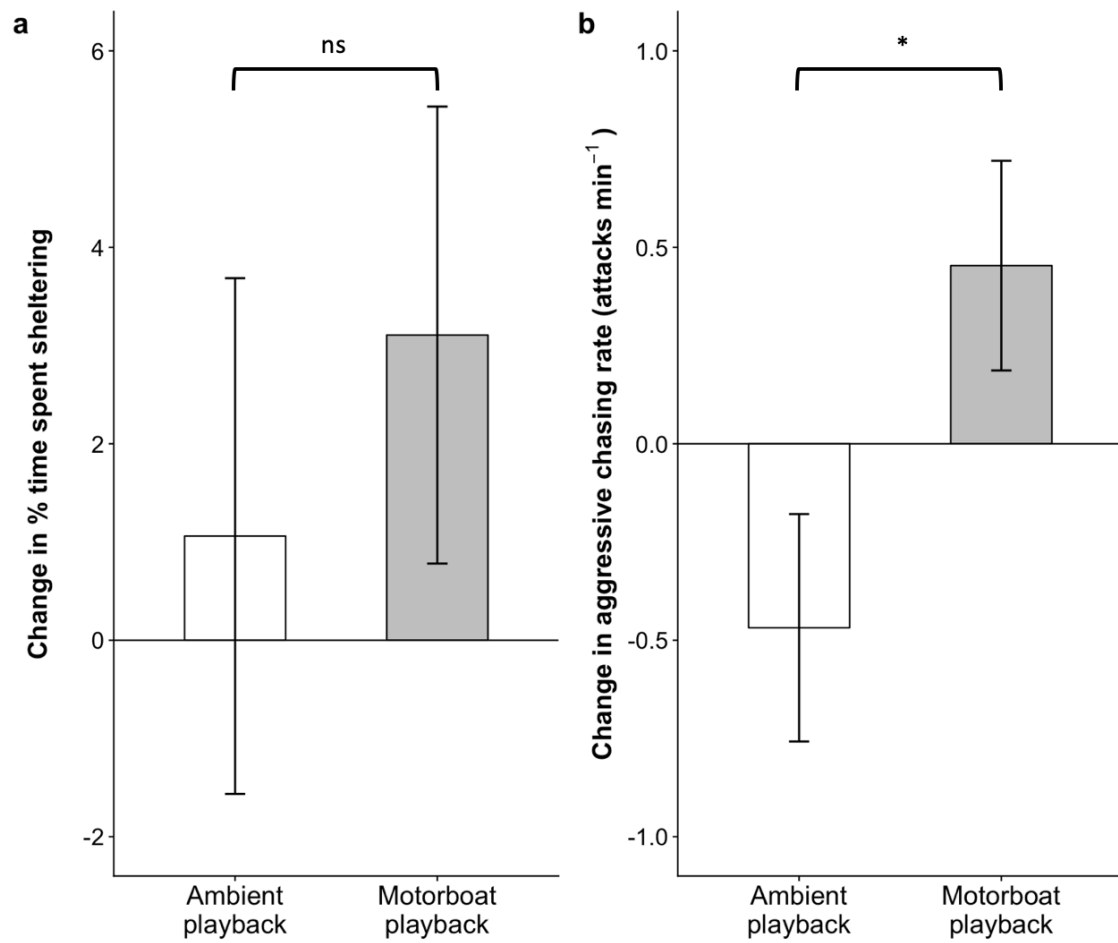 a
ns
6
4
2
0
-2
Change in % time spent sheltering
Ambient
playback
Motorboat
playback
b
*
1.0
0.5
0.0
-0.5
-1.0
Change in aggressive chasing rate (attacks min⁻¹ )
Ambient
playback
Motorboat
playback